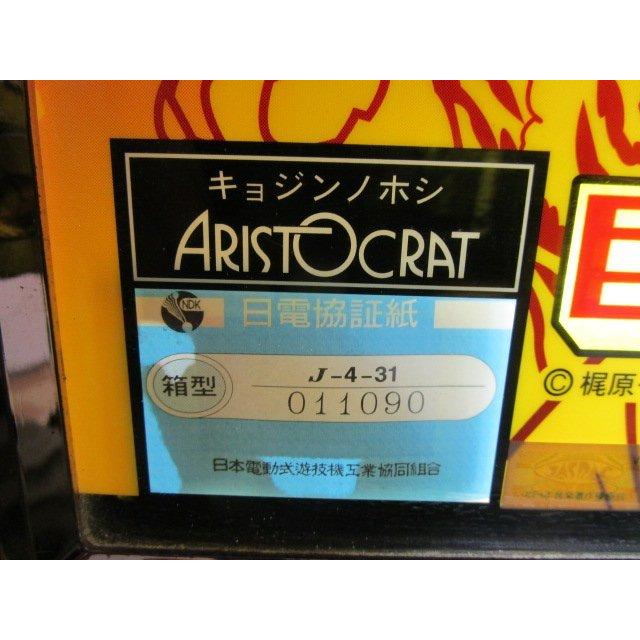 キョジンノホシ
ARISTOCRAT
NDK 日電協証紙
箱型 J-4-31
011090
日本電動式遊技機工業協同組合
© 梶原